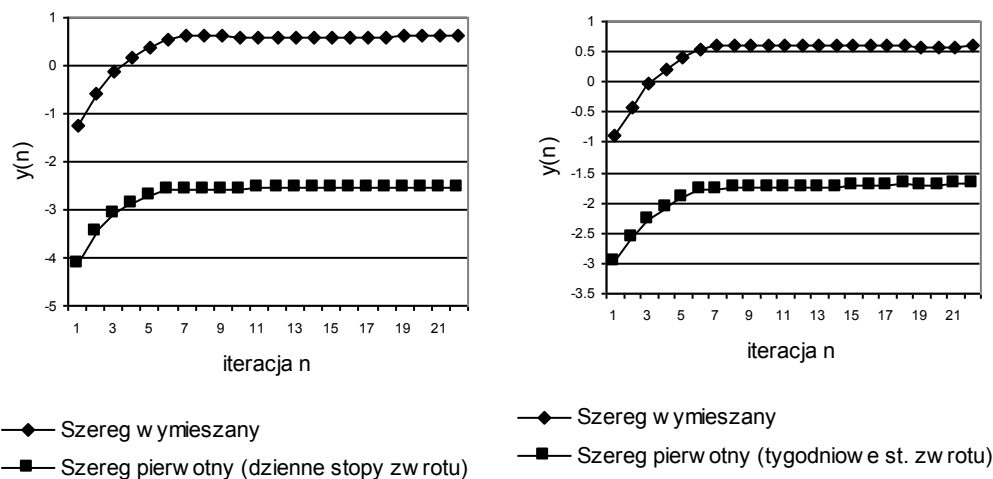 1
0
-1
-2
-3
-4
-5
y(n)
1 3 5 7 9 11 13 15 17 19 21
iteracja n
Szereg wymieszany
Szereg pierwotny (dzienne stopy zwrotu)
1
0.5
0
-0.5
-1
-1.5
-2
-2.5
-3
-3.5
y(n)
1 3 5 7 9 11 13 15 17 19 21
iteracja n
Szereg wymieszany
Szereg pierwotny (tygodniowe st. zwrotu)